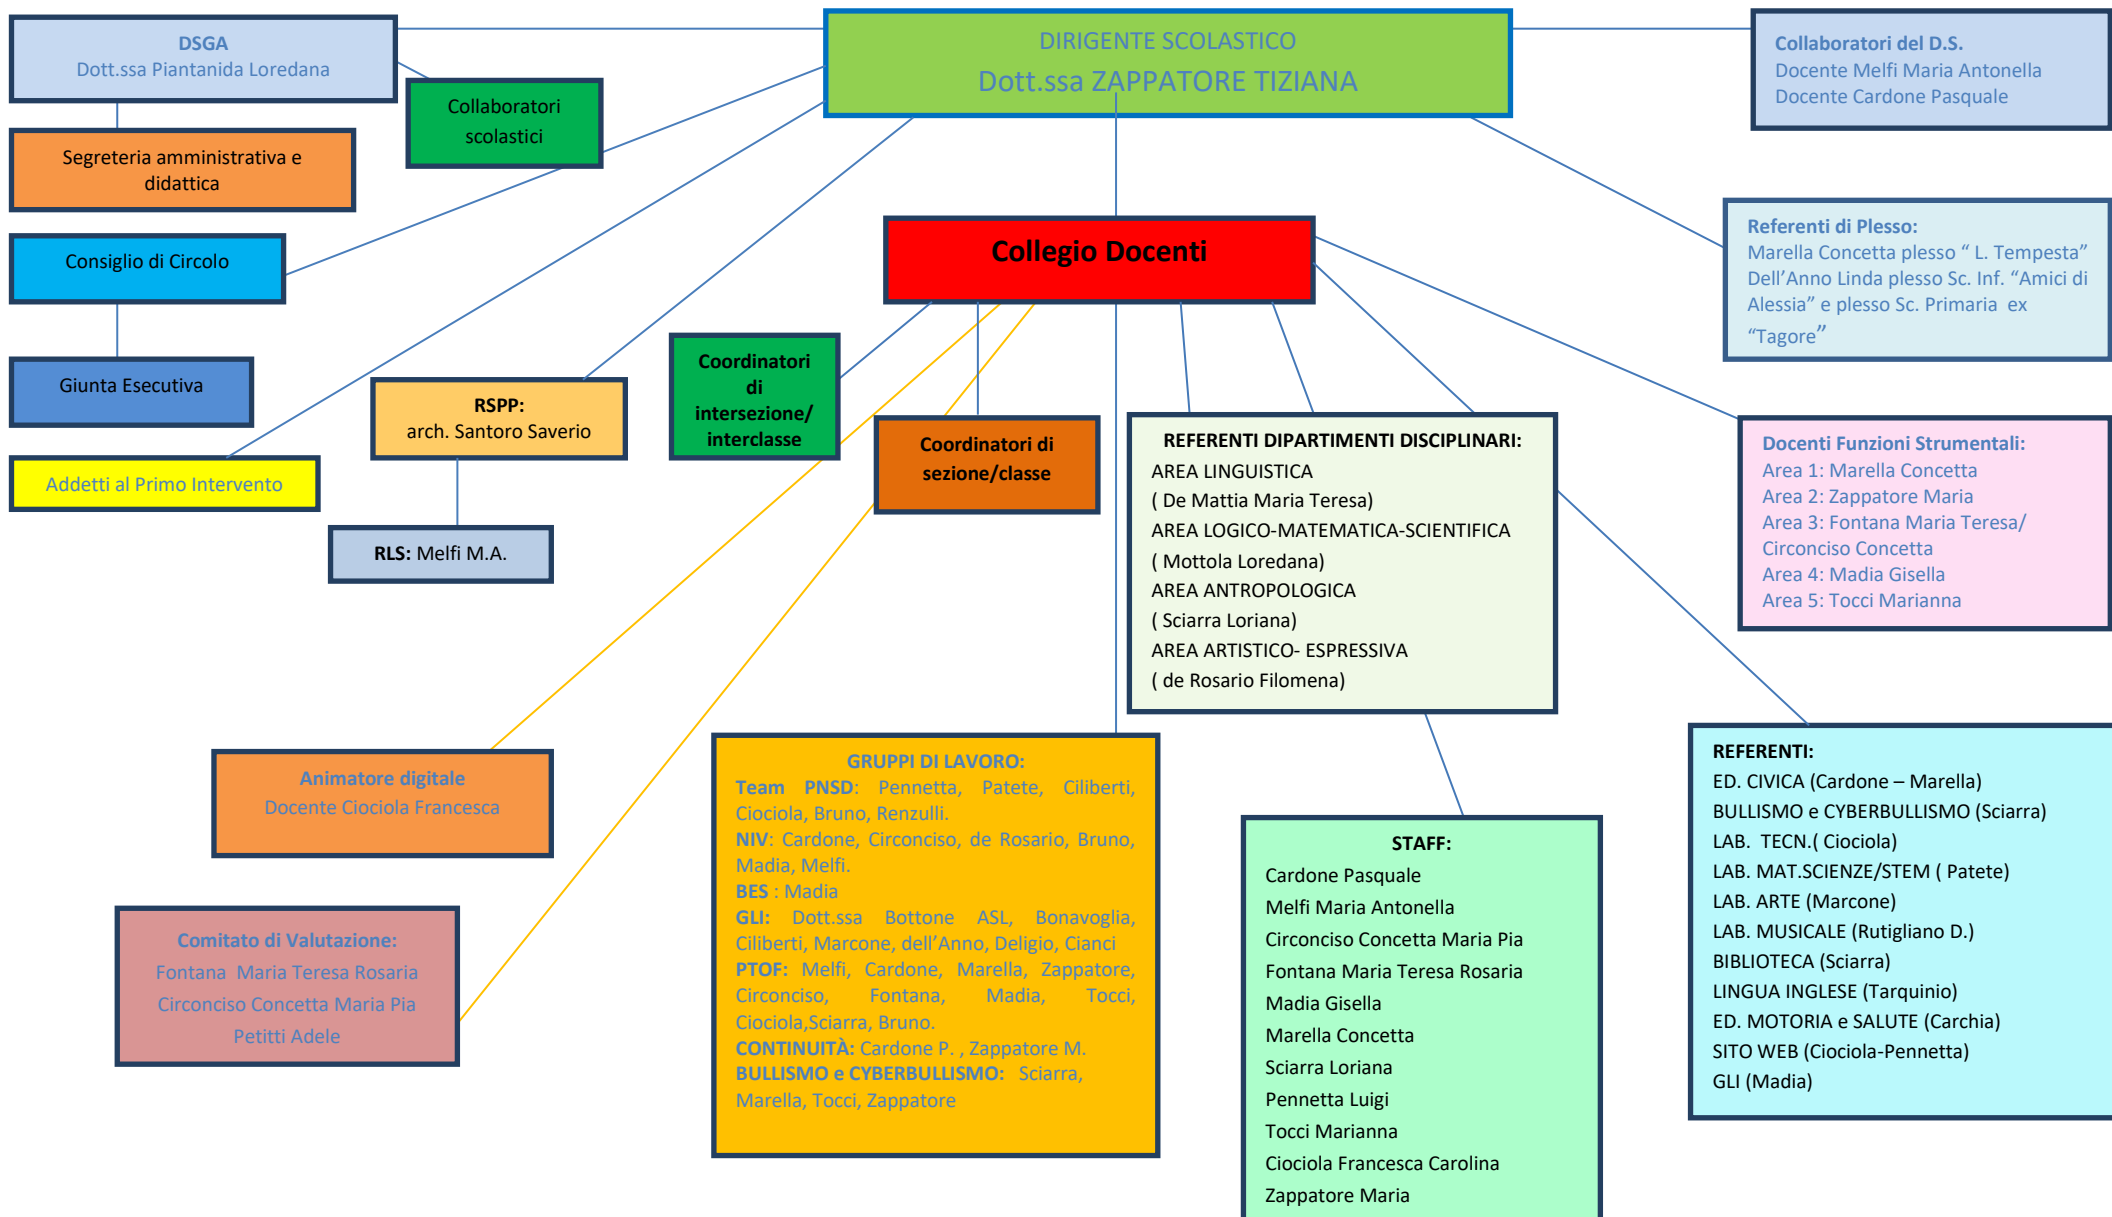 DSGA
Dott.ssa Piantanida Loredana
DIRIGENTE SCOLASTICO
Dott.ssa ZAPPATORE TIZIANA
Collaboratori del D.S.
Docente Melfi Maria Antonella
Docente Cardone Pasquale
Collaboratori
scolastici
Segreteria amministrativa e
didattica
Consiglio di Circolo
Collegio Docenti
Referenti di Plesso:
Marella Concetta plesso “ L. Tempesta”
Dell’Anno Linda plesso Sc. Inf. “Amici di
Alessia” e plesso Sc. Primaria ex
“Tagore”
Giunta Esecutiva
RSPP:
arch. Santoro Saverio
Coordinatori
di
intersezione/
interclasse
Coordinatori di
sezione/classe
Addetti al Primo Intervento
RLS: Melfi M.A.
REFERENTI DIPARTIMENTI DISCIPLINARI:
AREA LINGUISTICA
( De Mattia Maria Teresa)
AREA LOGICO-MATEMATICA-SCIENTIFICA
( Mottola Loredana)
AREA ANTROPOLOGICA
( Sciarra Loriana)
AREA ARTISTICO- ESPRESSIVA
( de Rosario Filomena)
Docenti Funzioni Strumentali:
Area 1: Marella Concetta
Area 2: Zappatore Maria
Area 3: Fontana Maria Teresa/
Circonciso Concetta
Area 4: Madia Gisella
Area 5: Tocci Marianna
Animatore digitale
Docente Ciociola Francesca
Comitato di Valutazione:
Fontana Maria Teresa Rosaria
Circonciso Concetta Maria Pia
Petitti Adele
GRUPPI DI LAVORO:
Team PNSD: Pennetta, Patete, Ciliberti,
Ciociola, Bruno, Renzulli.
NIV: Cardone, Circonciso, de Rosario, Bruno,
Madia, Melfi.
BES : Madia
GLI: Dott.ssa Bottone ASL, Bonavoglia,
Ciliberti, Marcone, dell’Anno, Deligio, Cianci
PTOF: Melfi, Cardone, Marella, Zappatore,
Circonciso, Fontana, Madia, Tocci,
Ciociola,Sciarra, Bruno.
CONTINUITÀ: Cardone P. , Zappatore M.
BULLISMO e CYBERBULLISMO: Sciarra,
Marella, Tocci, Zappatore
STAFF:
Cardone Pasquale
Melfi Maria Antonella
Circonciso Concetta Maria Pia
Fontana Maria Teresa Rosaria
Madia Gisella
Marella Concetta
Sciarra Loriana
Pennetta Luigi
Tocci Marianna
Ciociola Francesca Carolina
Zappatore Maria
REFERENTI:
ED. CIVICA (Cardone – Marella)
BULLISMO e CYBERBULLISMO (Sciarra)
LAB. TECN.( Ciociola)
LAB. MAT.SCIENZE/STEM ( Patete)
LAB. ARTE (Marcone)
LAB. MUSICALE (Rutigliano D.)
BIBLIOTECA (Sciarra)
LINGUA INGLESE (Tarquinio)
ED. MOTORIA e SALUTE (Carchia)
SITO WEB (Ciociola-Pennetta)
GLI (Madia)